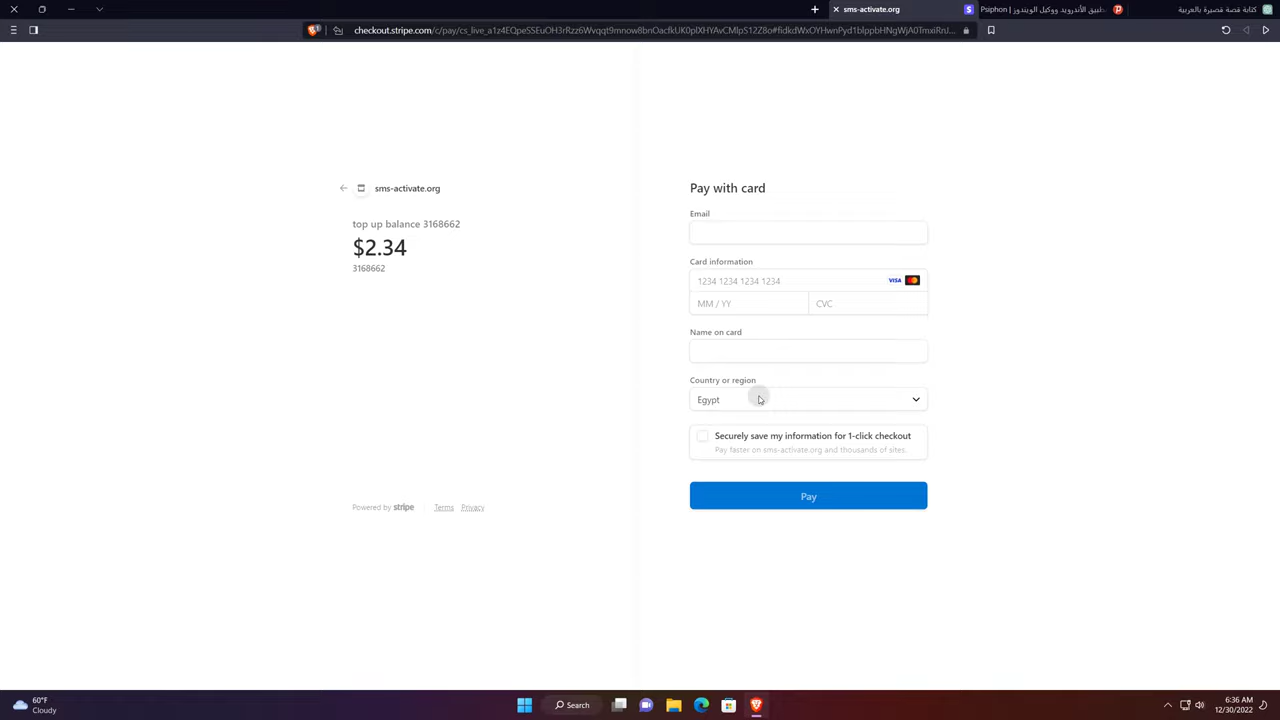 sms-activate.org
تطبيق الأندرويد ووكيل الويندوز | Psiphon
كتابة قصة قصيرة بالعربية
checkout.stripe.com/c/pay/cs_live_a1z4EQpeSSEuOH3rRzz6Wvqqt9mnow8bnOacfkUK0plXHYAvCMlpS12Z8o#fidkdWxOYHwnPyd1blppbHNgWjA0TmxiRnJ...
sms-activate.org
top up balance 3168662
$2.34
3168662
Powered by stripe
Terms Privacy
Pay with card
Email
Card information
1234 1234 1234 1234 VISA
MM / YY CVC
Name on card
Country or region
Egypt
Securely save my information for 1-click checkout
Pay faster on sms-activate.org and thousands of sites.
Pay
60°F
Cloudy
Search
6:36 AM
12/30/2022